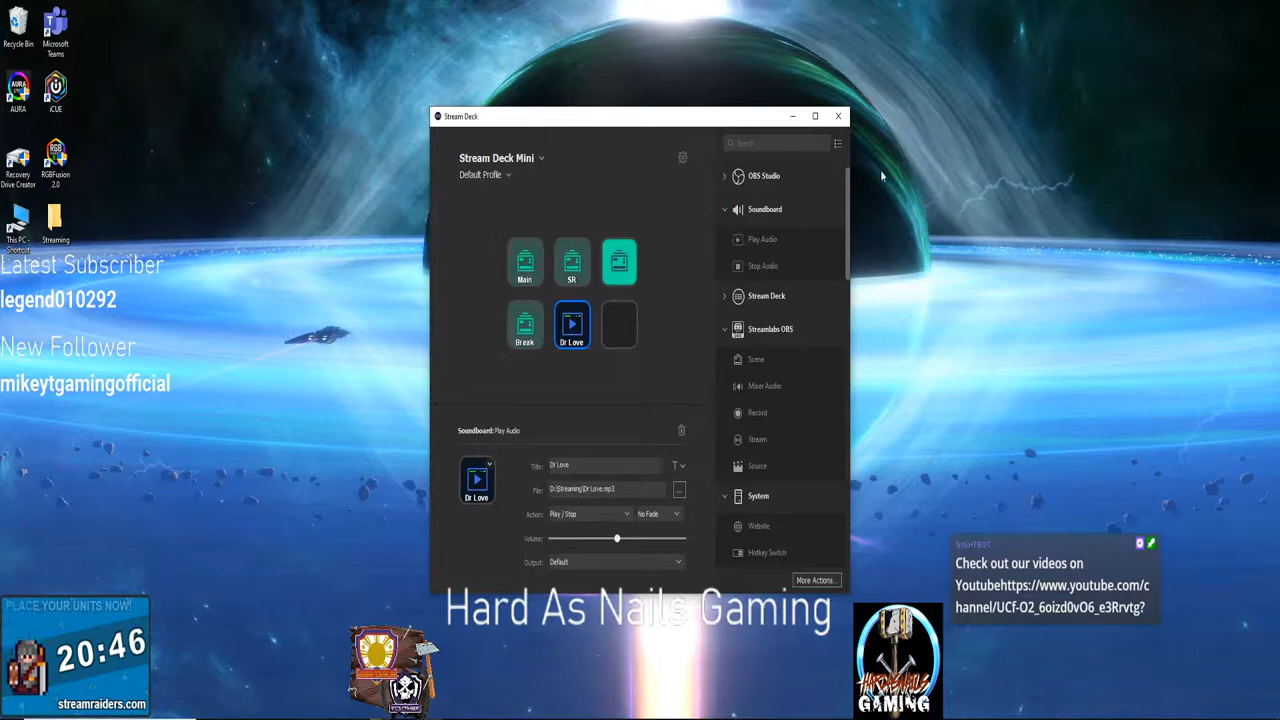 Recycle Bin
Microsoft
Teams
AURA
iCUE
Recovery
Drive Creator
RGBFusion
2.0
This PC -
Shortcut
Streaming
Latest Subscriber
legend010292
New Follower
mikeytgamingofficial
PLACE YOUR UNITS NOW!
20:46
streamraiders.com
Stream Deck
Stream Deck Mini
Default Profile
Main
SR
Break
Dr Love
Soundboard: Play Audio
Dr Love
Title:
Dr Love
File:
D:\Streaming\Dr Love.mp3
...
Action:
Play / Stop
No Fade
Volume:
Output:
Default
Search
OBS Studio
Soundboard
Play Audio
Stop Audio
Stream Deck
Streamlabs OBS
Scene
Mixer Audio
Record
Stream
Source
System
Website
Hotkey Switch
More Actions...
Hard As Nails Gaming
HARDASNAILS
GAMING
NIGHTBOT
Check out our videos on
Youtubehttps://www.youtube.com/c
hannel/UCf-O2_6oizd0vO6_e3Rrvtg?